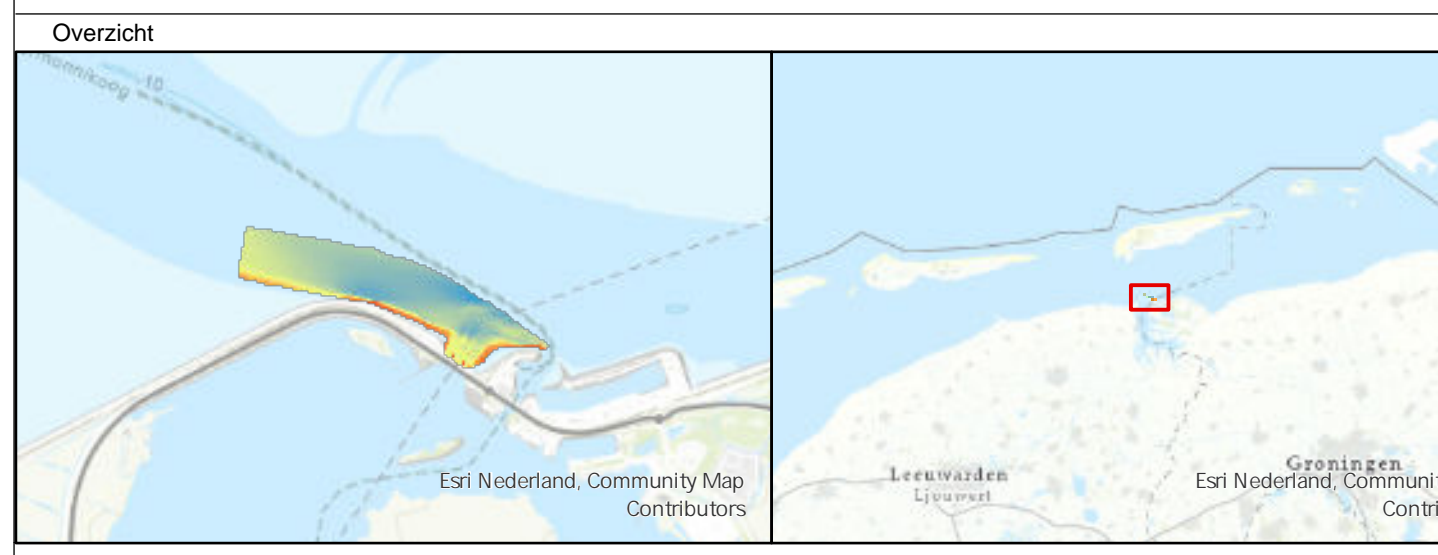 Overzicht
10
Esri Nederland, Community Map
Contributors
Leeuwarden
Ljouwert
Groningen
Esri Nederland, Communit
Contri